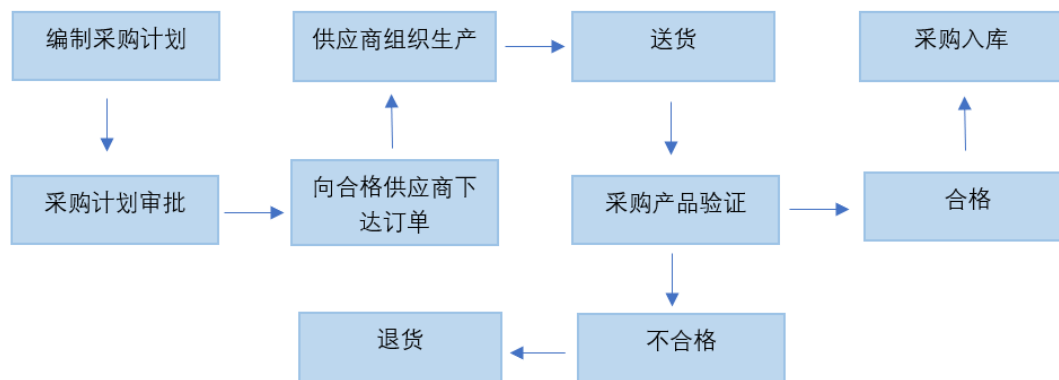 编制采购计划
供应商组织生产
送货
采购入库
采购计划审批
向合格供应商下
达订单
采购产品验证
合格
退货
不合格